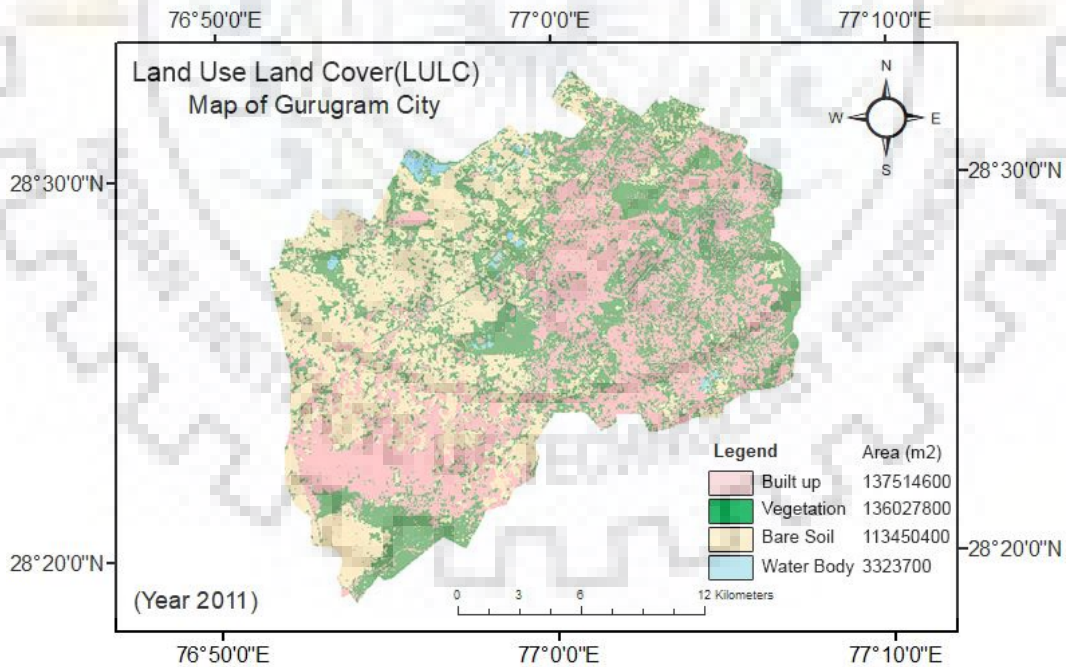 76°50'0"E 77°0'0"E 77°10'0"E
Land Use Land Cover(LULC)
Map of Gurugram City
N
W E
S
28°30'0"N 28°30'0"N
Legend Area (m2)
Built up 137514600
Vegetation 136027800
Bare Soil 113450400
Water Body 3323700
28°20'0"N 28°20'0"N
(Year 2011)
0 3 6 12 Kilometers
76°50'0"E 77°0'0"E 77°10'0"E